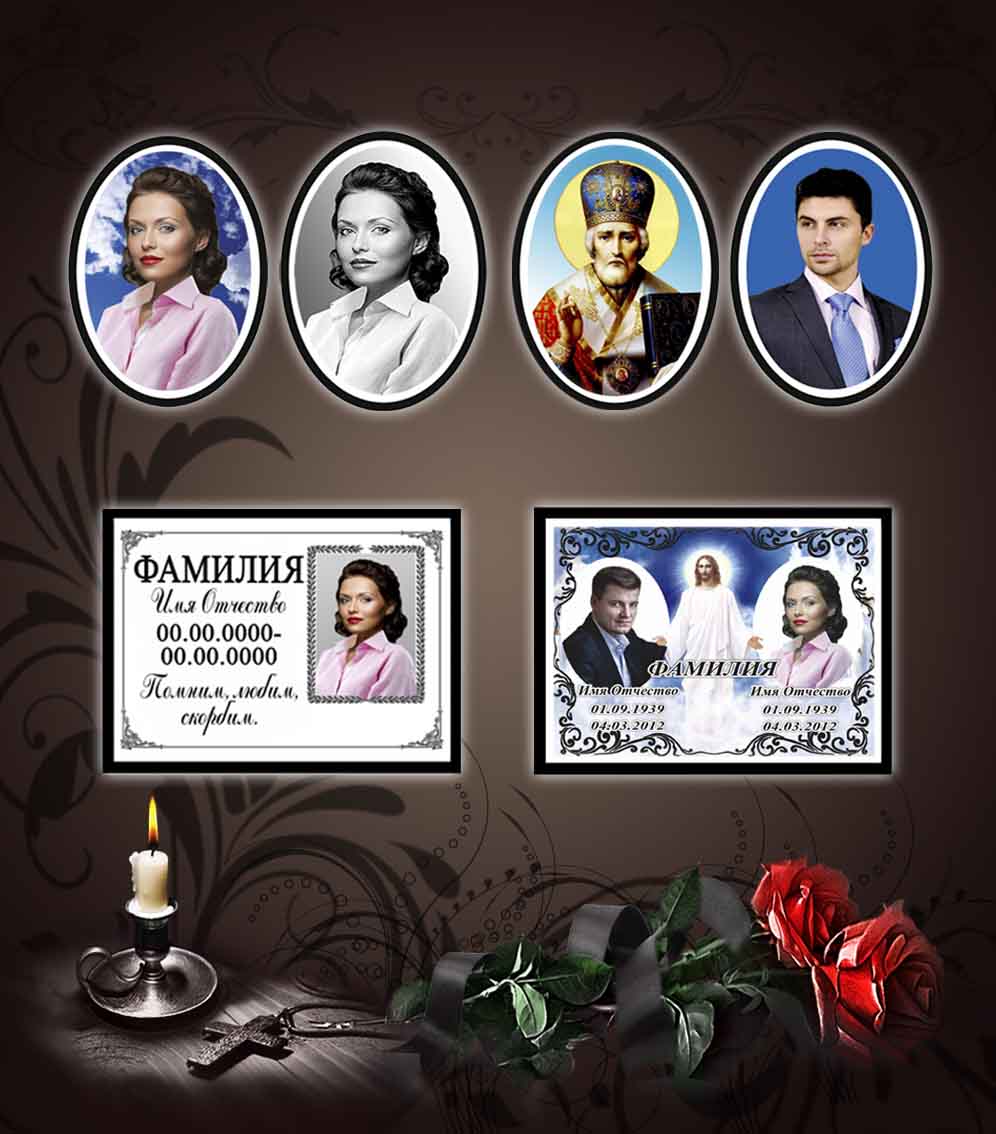 ФАМИЛИЯ
Имя Отчество
00.00.0000-
00.00.0000
Помним, любим,
скорбим.
ФАМИЛИЯ
Имя Отчество
01.09.1939
04.03.2012
Имя Отчество
01.09.1939
04.03.2012